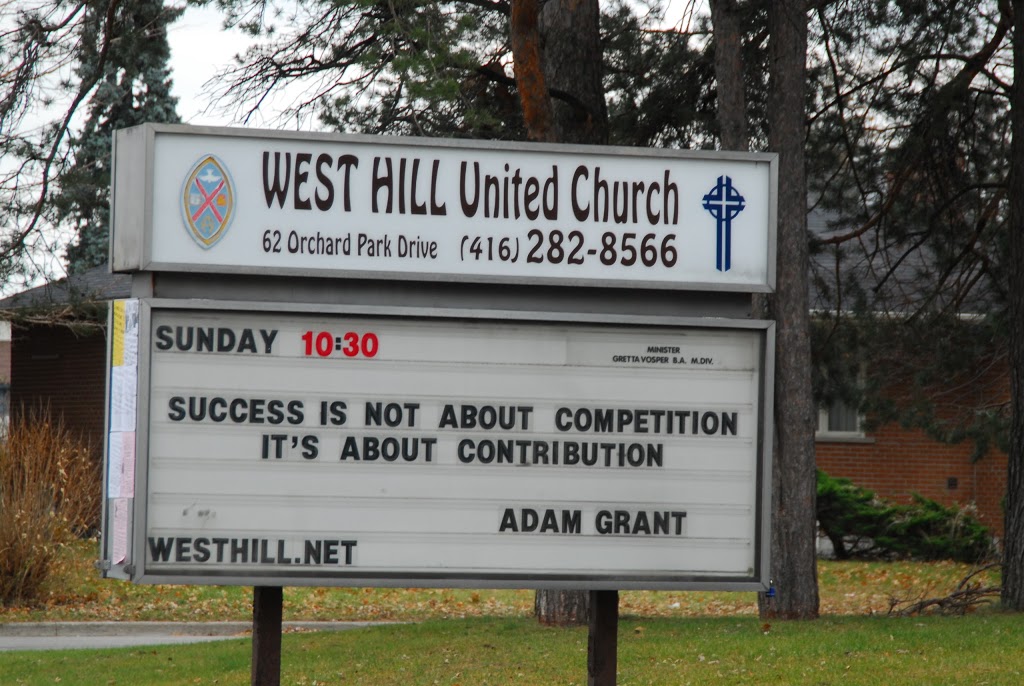 WEST HILL United Church
62 Orchard Park Drive (416) 282-8566
SUNDAY 10:30
MINISTER
GRETTA VOSPER B.A. M.DIV.
SUCCESS IS NOT ABOUT COMPETITION
IT'S ABOUT CONTRIBUTION
ADAM GRANT
WESTHILL.NET